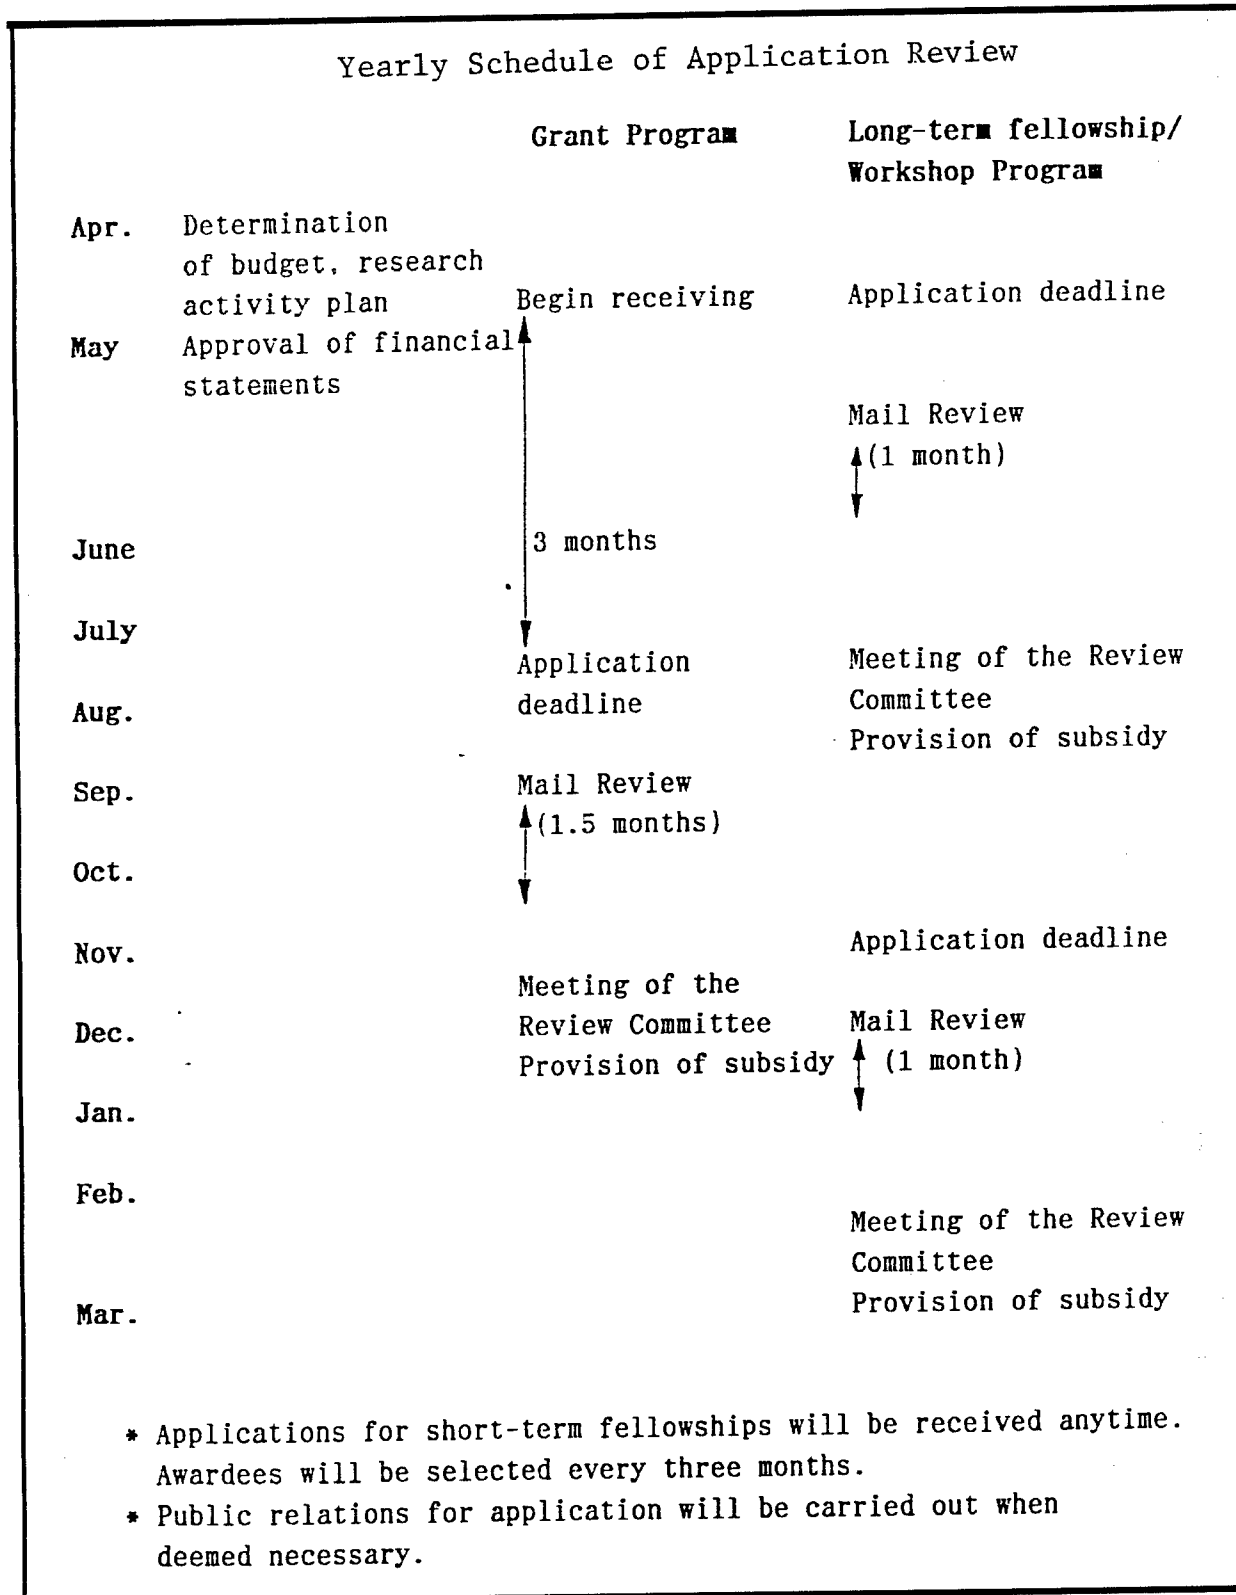 Yearly Schedule of Application Review
Grant Program
Long-term fellowship/
Workshop Program
Apr. Determination
of budget, research
activity plan Begin receiving Application deadline
May Approval of financial
statements
Mail Review
(1 month)
June 3 months
July
Application Meeting of the Review
Aug. deadline Committee
Provision of subsidy
Sep. Mail Review
(1.5 months)
Oct.
Nov. Application deadline
Meeting of the
Dec. Review Committee Mail Review
Provision of subsidy (1 month)
Jan.
Feb.
Meeting of the Review
Committee
Mar. Provision of subsidy
* Applications for short-term fellowships will be received anytime.
Awardees will be selected every three months.
* Public relations for application will be carried out when
deemed necessary.